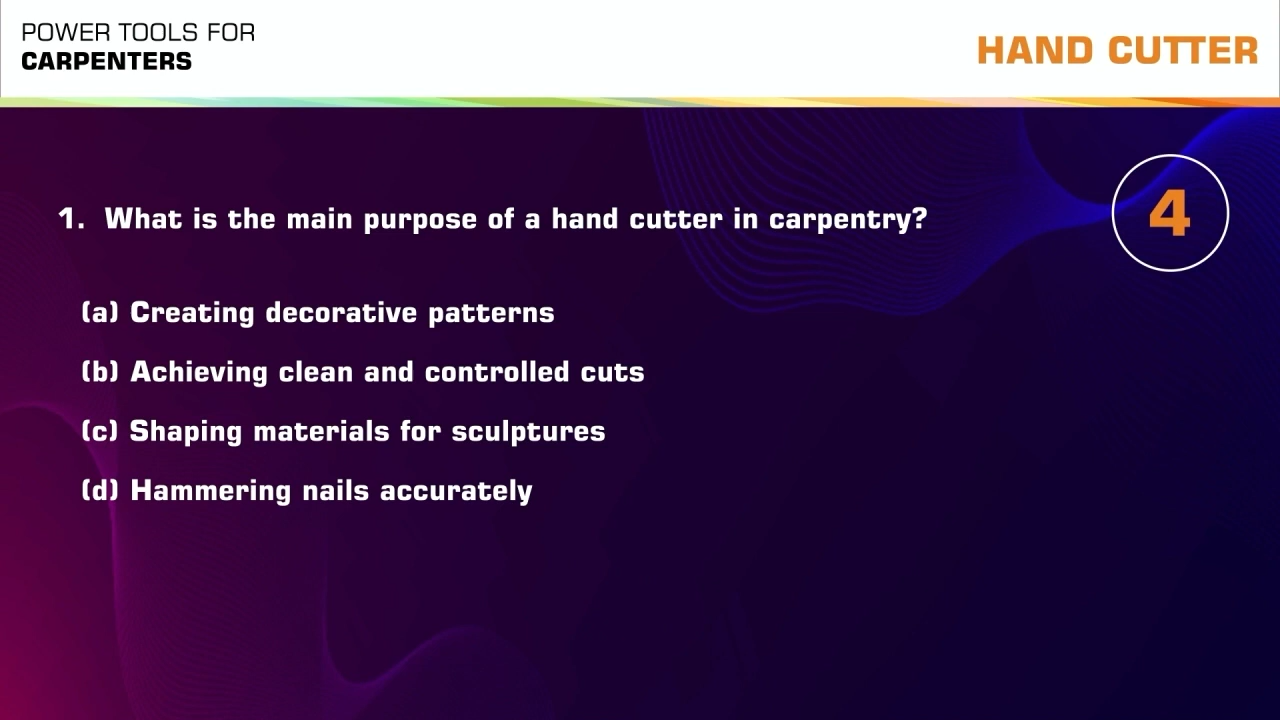 POWER TOOLS FOR
CARPENTERS
HAND CUTTER
4
1. What is the main purpose of a hand cutter in carpentry?
(a) Creating decorative patterns
(b) Achieving clean and controlled cuts
(c) Shaping materials for sculptures
(d) Hammering nails accurately